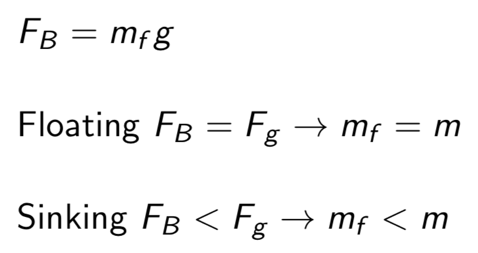 F_B = m_f g
Floating F_B = F_g → m_f = m
Sinking F_B < F_g → m_f < m